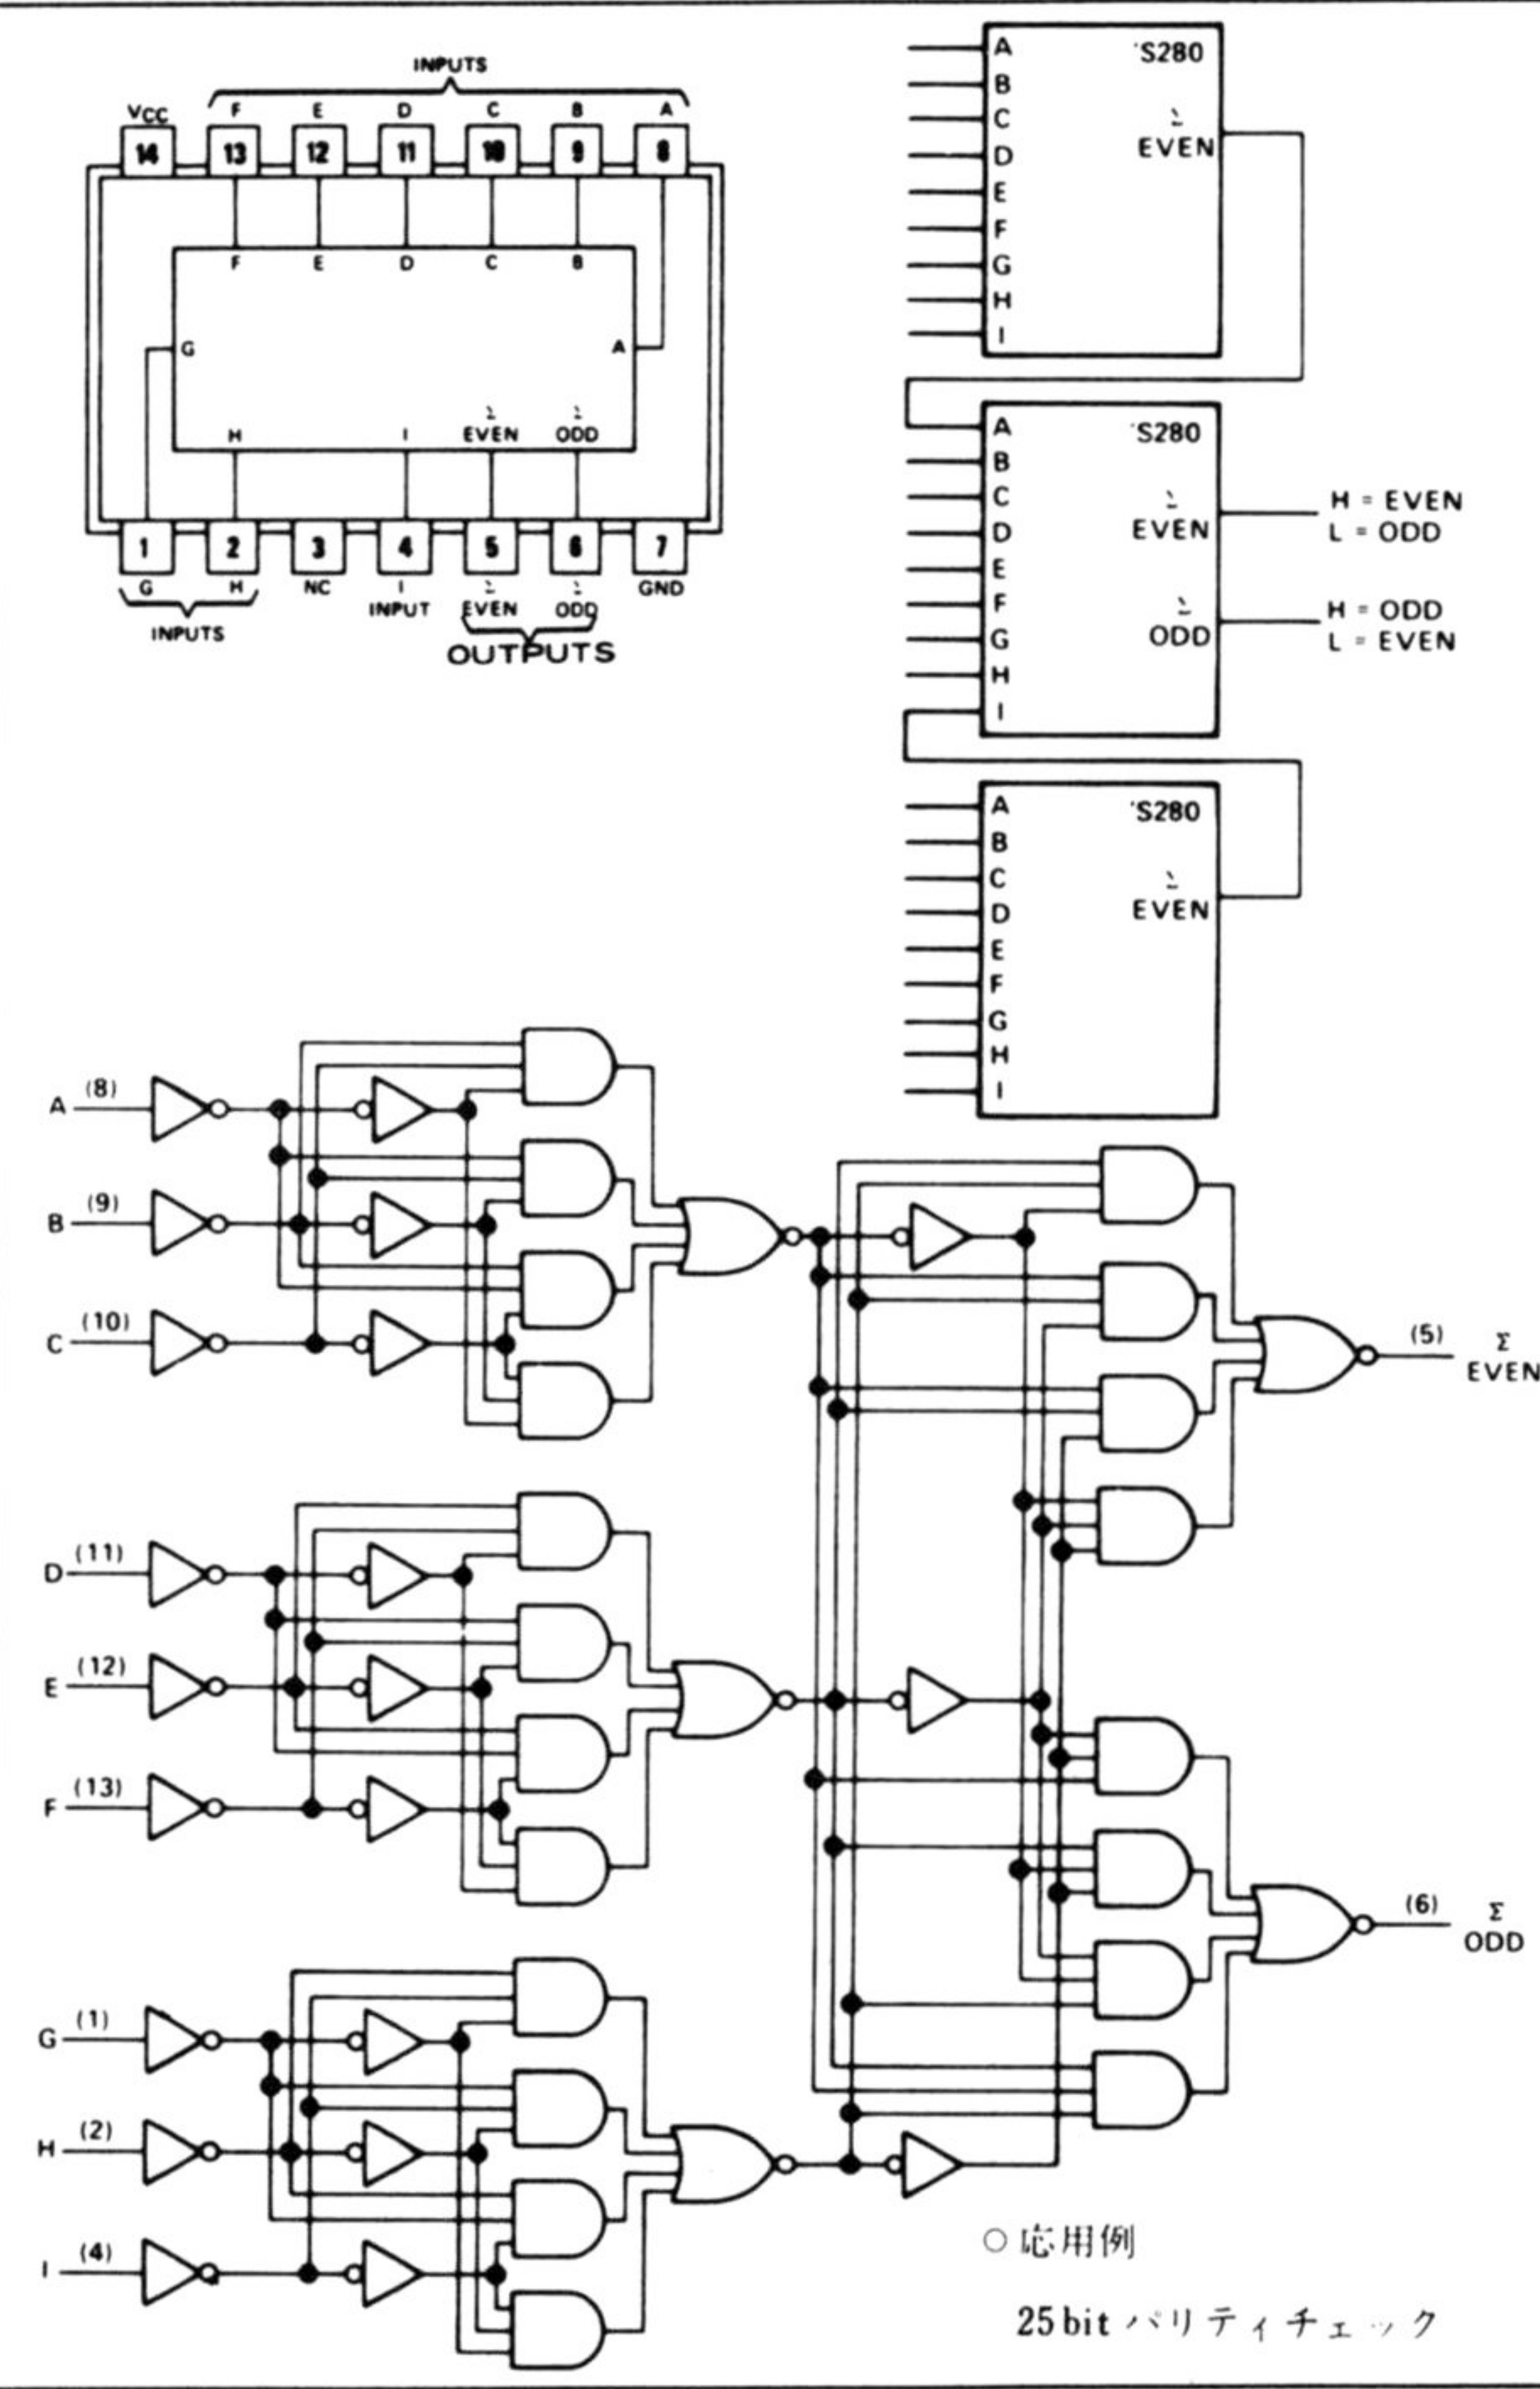 INPUTS
VCC F E D C B A
14 13 12 11 10 9 8
F E D C B
G A
H I Σ EVEN Σ ODD
1 2 3 4 5 6 7
G H NC I INPUT Σ EVEN Σ ODD GND
INPUTS
OUTPUTS
A 'S280
B
C Σ
D EVEN
E
F
G
H
I
A 'S280
B
C Σ
D EVEN
E
F Σ
G ODD
H
I
H = EVEN
L = ODD
H = ODD
L = EVEN
A 'S280
B
C Σ
D EVEN
E
F
G
H
I
A (8)
B (9)
C (10)
D (11)
E (12)
F (13)
G (1)
H (2)
I (4)
(5) Σ
EVEN
(6) Σ
ODD
○ 応用例
25bit パリティチェック